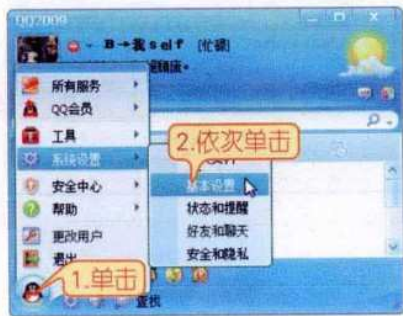 QQ2009
B→我self [忙碌]
所有服务
QQ会员
工具
系统设置
安全中心
帮助
更改用户
退出
2.依次单击
基本设置
状态和提醒
好友和聊天
安全和隐私
1.单击
查找